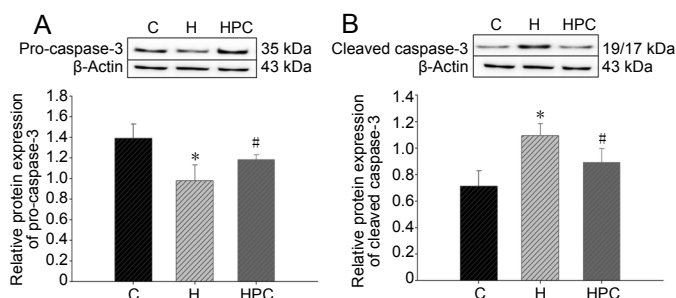 A
C H HPC
Pro-caspase-3 35 kDa
β-Actin 43 kDa
Relative protein expression
of pro-caspase-3
1.8
1.6
1.4
1.2
1.0
0.8
0.6
0.4
0.2
0
*
#
C H HPC
B
C H HPC
Cleaved caspase-3 19/17 kDa
β-Actin 43 kDa
Relative protein expression
of cleaved caspase-3
1.4
1.2
1.0
0.8
0.6
0.4
0.2
0
*
#
C H HPC